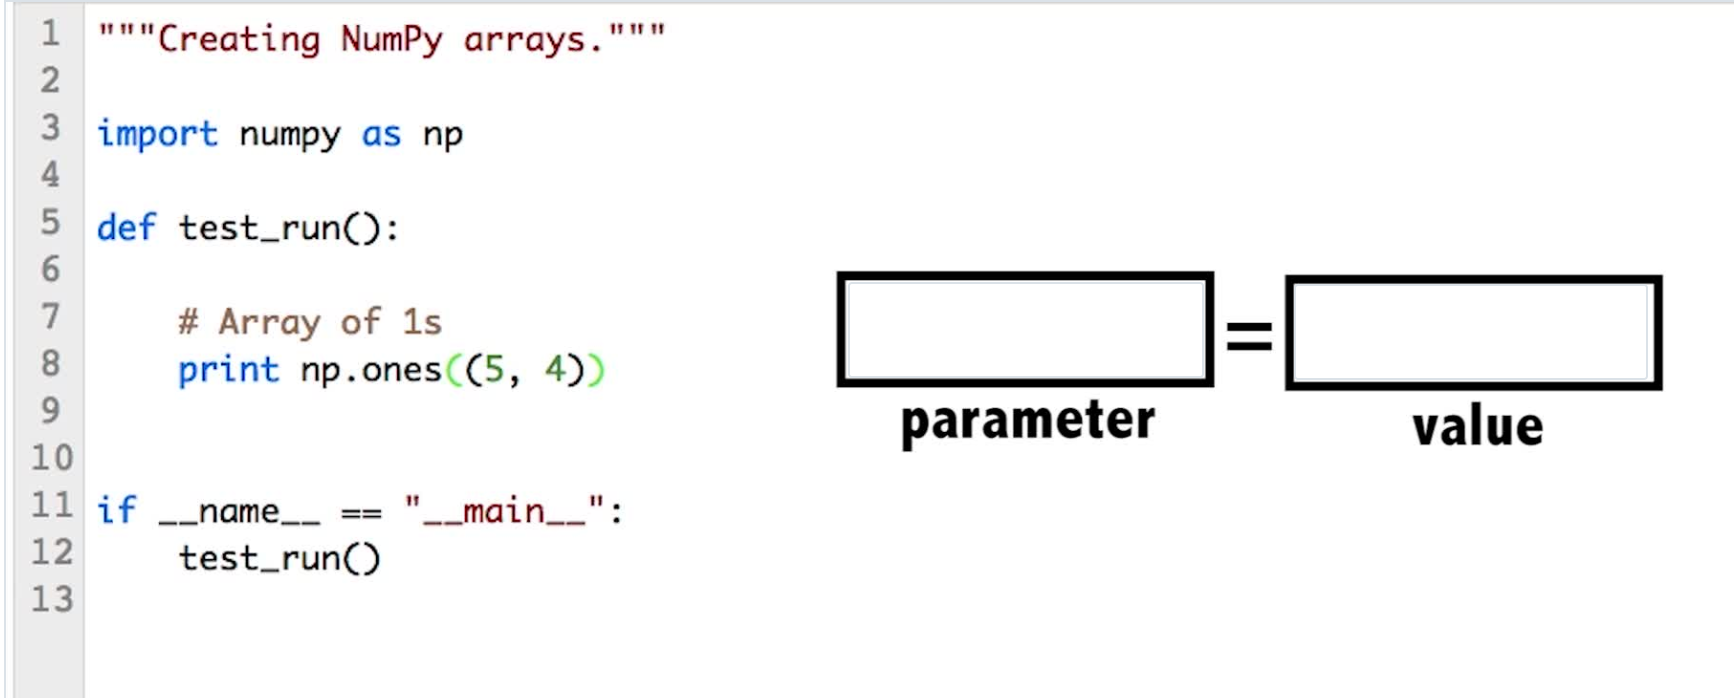 1 """Creating NumPy arrays."""
2
3 import numpy as np
4
5 def test_run():
6
7 # Array of 1s
8 print np.ones((5, 4))
9
10
11 if __name__ == "__main__":
12 test_run()
13
=
parameter
value